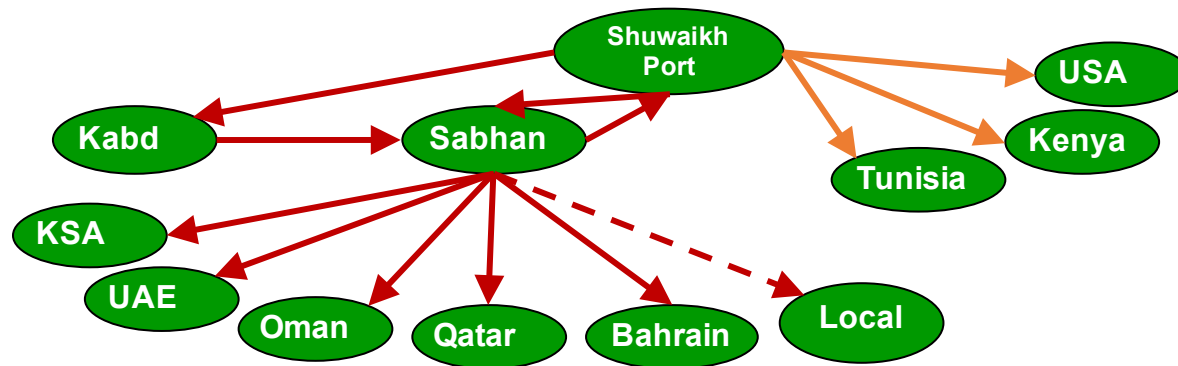 Shuwaikh
Port
USA
Kabd
Sabhan
Kenya
Tunisia
KSA
UAE
Oman
Qatar
Bahrain
Local